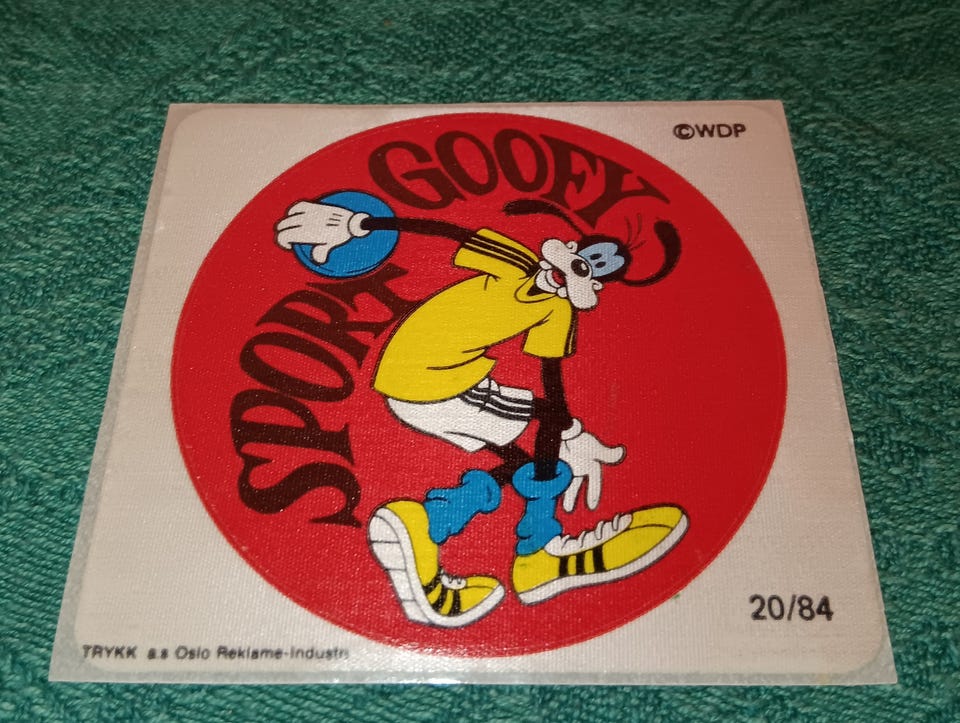 ©WDP
SPORT GOOFY
20/84
TRYKK a.s Oslo Reklame-Industri